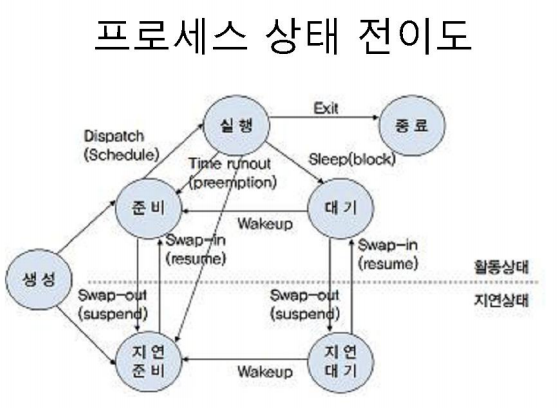 프로세스 상태 전이도
실행
Exit
종료
Dispatch
(Schedule)
Time runout
(preemption)
Sleep(block)
준비
대기
Wakeup
Swap-in
(resume)
Swap-in
(resume)
생성
활동상태
지연상태
Swap-out
(suspend)
Swap-out
(suspend)
지연
준비
Wakeup
지연
대기